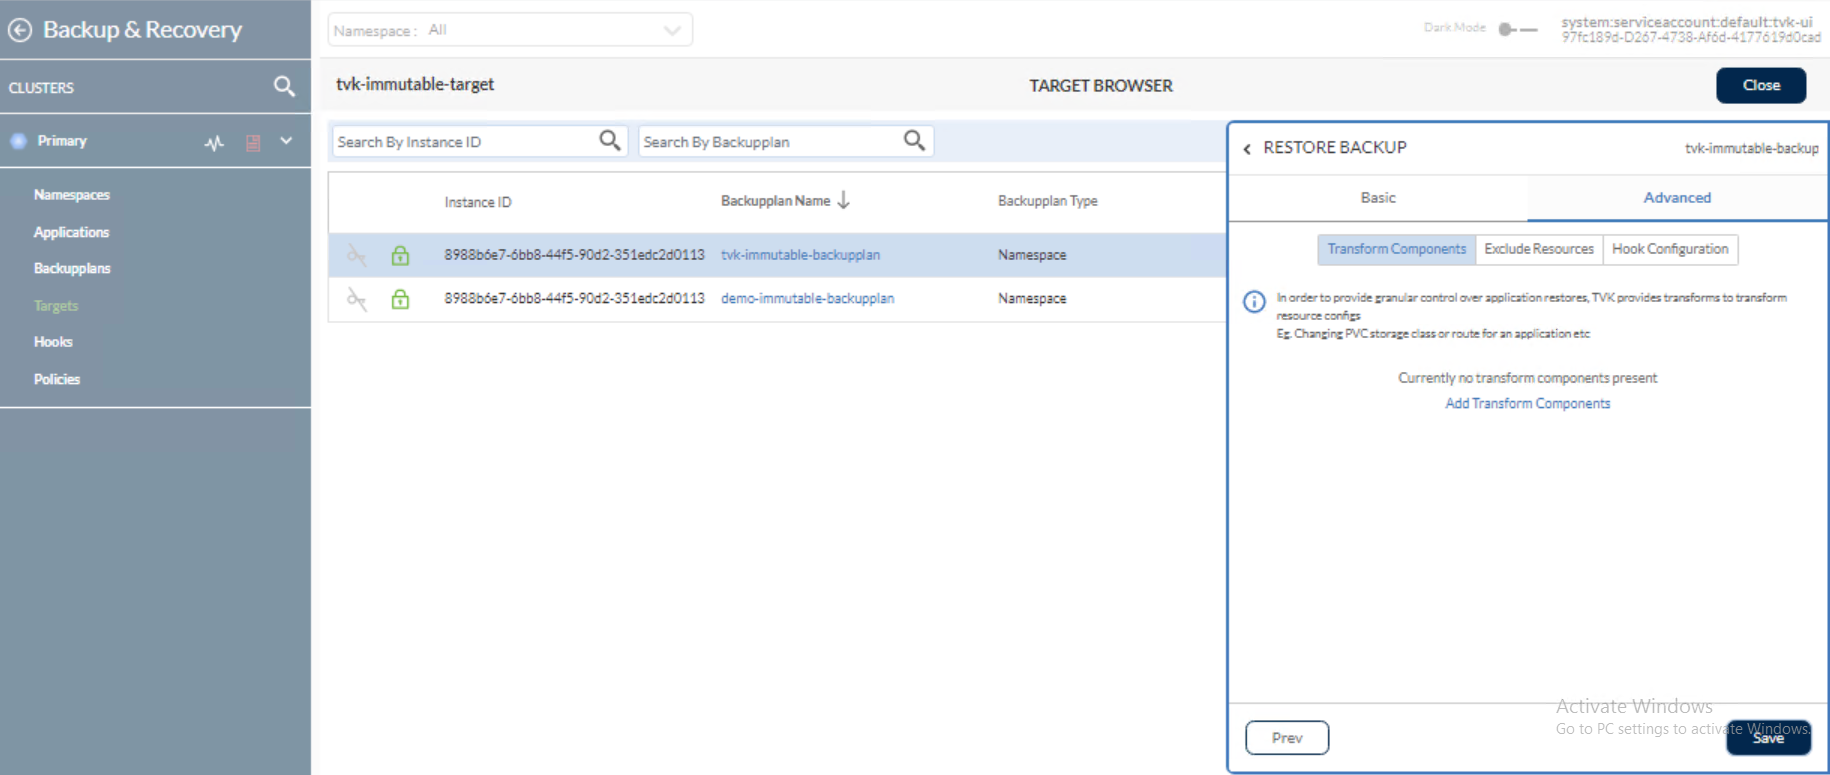 Backup & Recovery
CLUSTERS
Primary
Namespaces
Applications
Backupplans
Targets
Hooks
Policies
Namespace : All
Dark Mode
system:serviceaccount:default:tvk-ui
97fc189d-D267-4738-Af6d-4177619d0cad
tvk-immutable-target
TARGET BROWSER
Close
Search By Instance ID
Search By Backupplan
Instance ID Backupplan Name Backupplan Type
8988b6e7-6bb8-44f5-90d2-351edc2d0113 tvk-immutable-backupplan Namespace
8988b6e7-6bb8-44f5-90d2-351edc2d0113 demo-immutable-backupplan Namespace
RESTORE BACKUP
tvk-immutable-backup
Basic
Advanced
Transform Components
Exclude Resources
Hook Configuration
In order to provide granular control over application restores, TVK provides transforms to transform
resource configs
Eg. Changing PVC storage class or route for an application etc
Currently no transform components present
Add Transform Components
Prev
Save
Activate Windows
Go to PC settings to activate Windows.